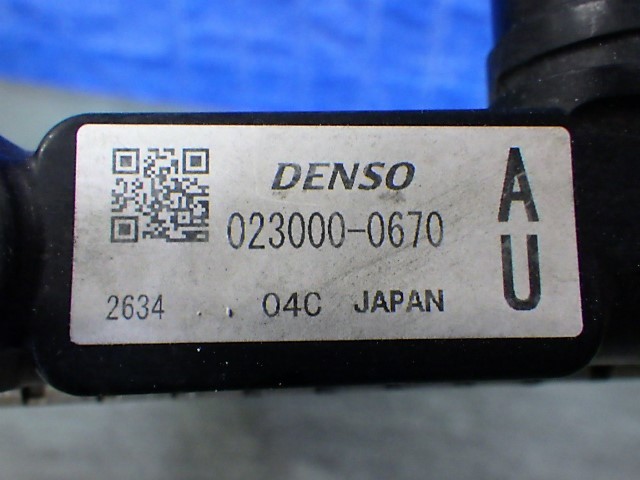 DENSO
023000-0670
2634 . . 04C JAPAN
A
U